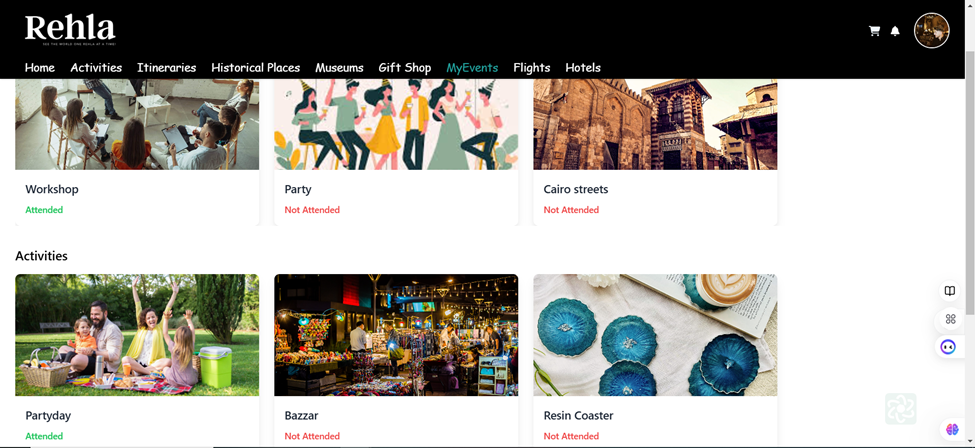 Rehla
SEE THE WORLD ONE REHLA AT A TIME!
Home Activities Itineraries Historical Places Museums Gift Shop MyEvents Flights Hotels
Workshop Party Cairo streets
Attended Not Attended Not Attended
Activities
Partyday Bazzar Resin Coaster
Attended Not Attended Not Attended